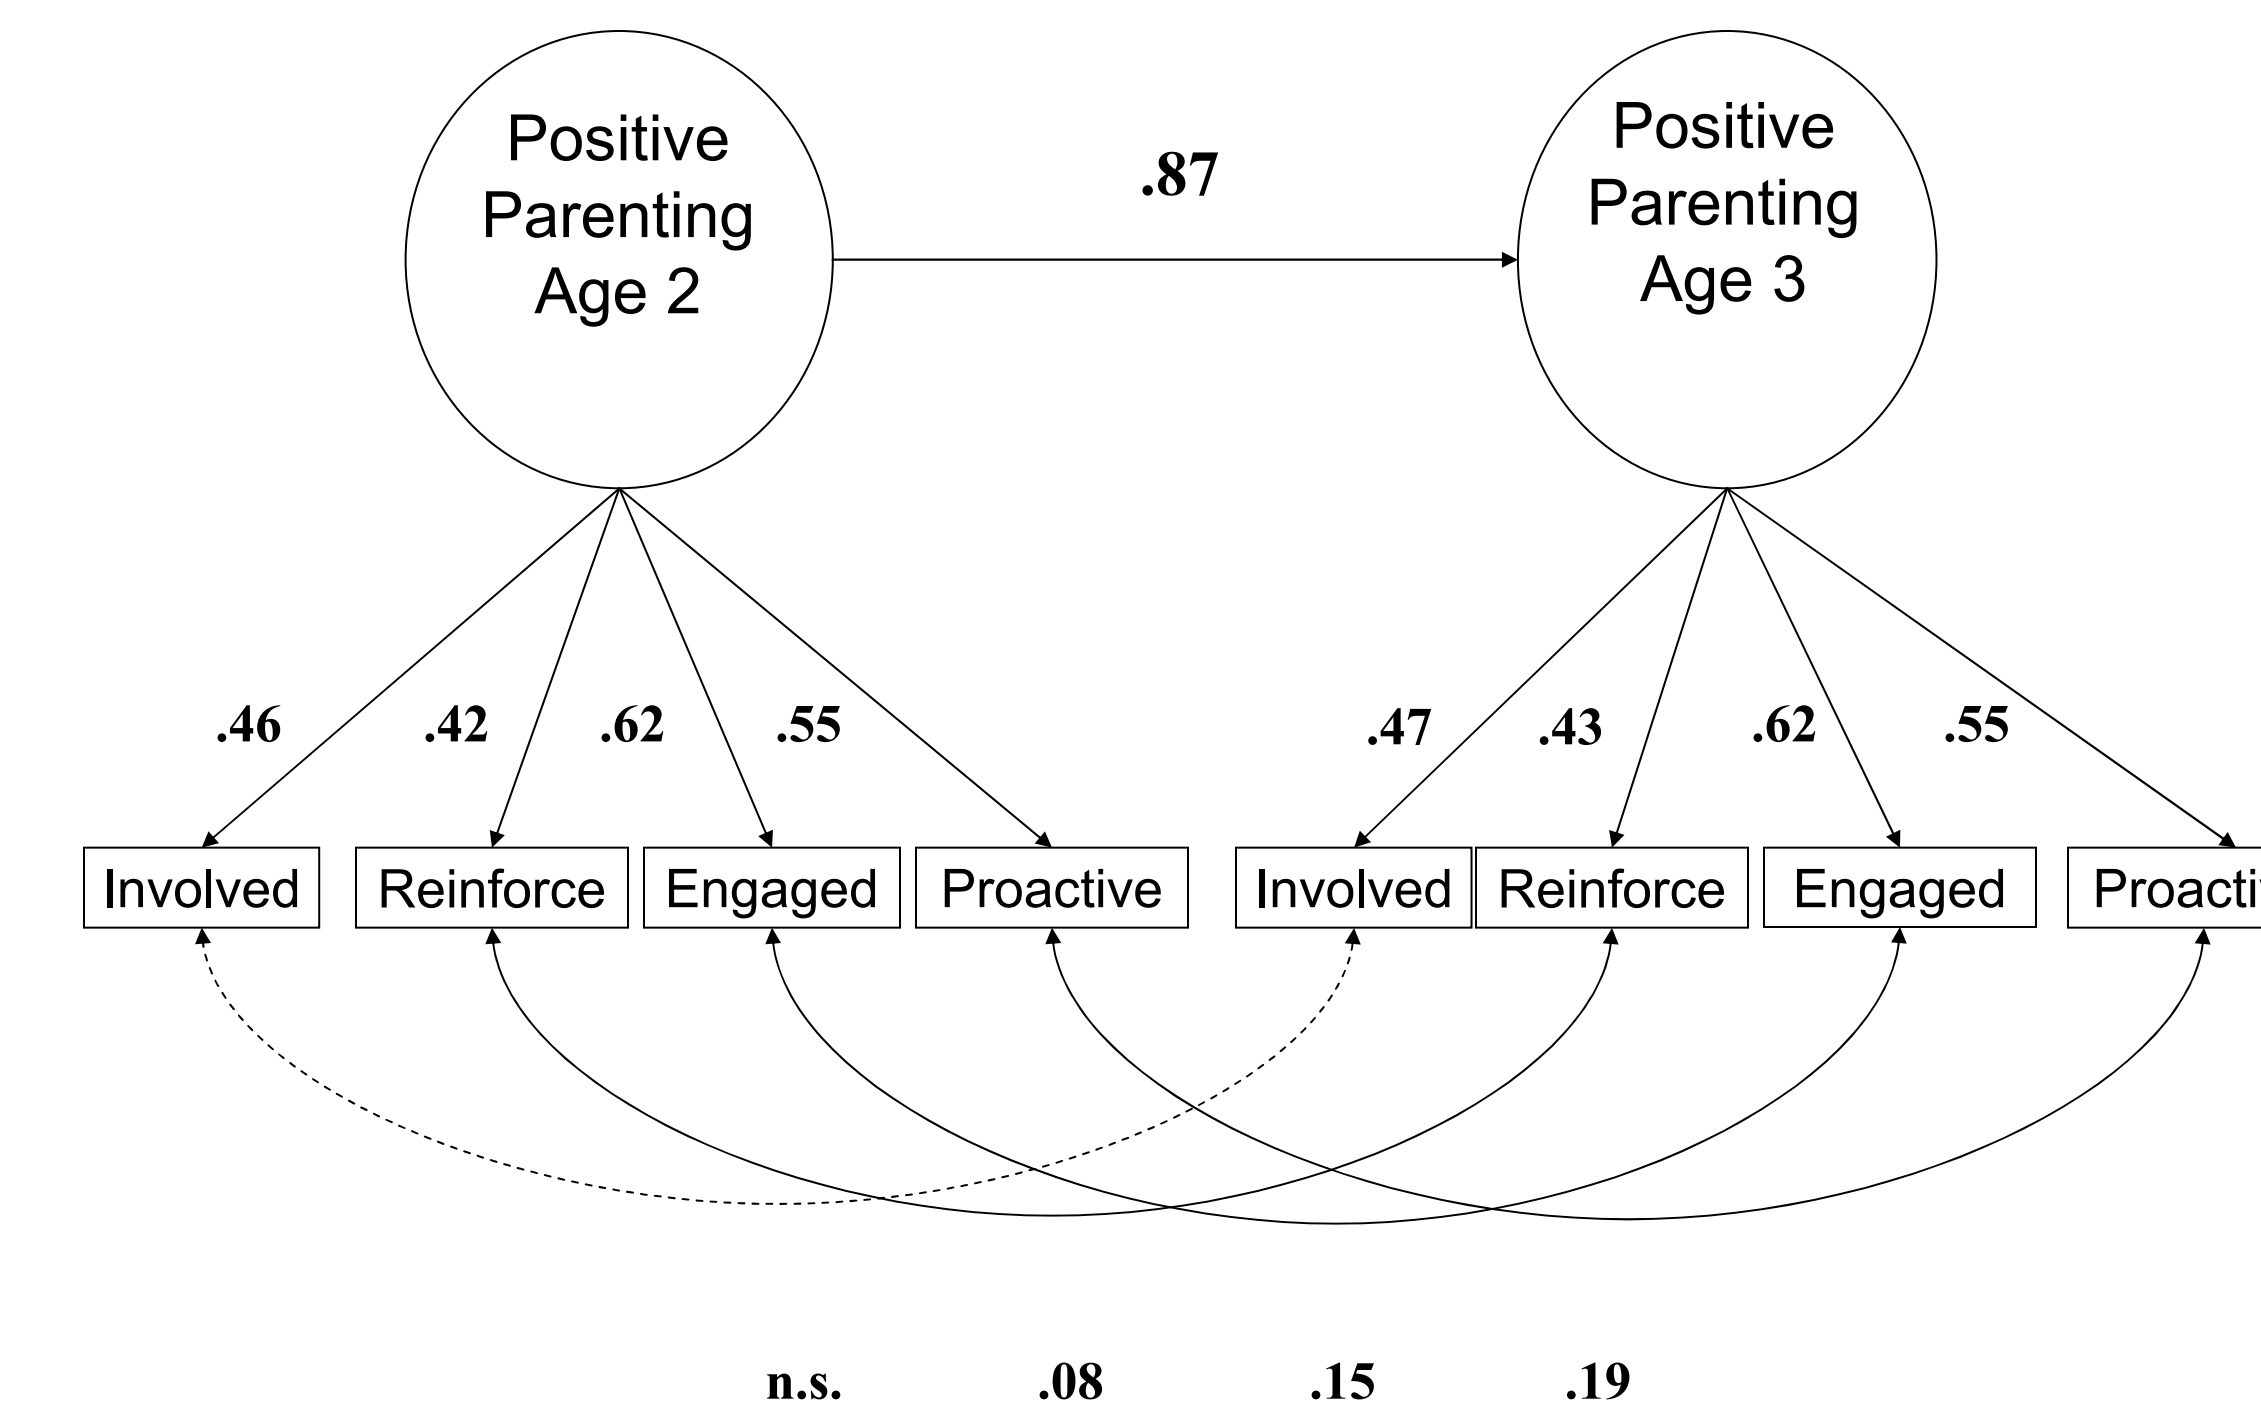 Positive
Parenting
Age 2
.87
Positive
Parenting
Age 3
.46 .42 .62 .55
.47 .43 .62 .55
Involved Reinforce Engaged Proactive
Involved Reinforce Engaged
n.s. .08 .15 .19